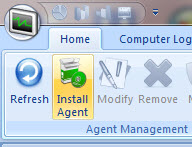 Home Computer Log
Refresh Install Modify Remove
Agent
Agent Management